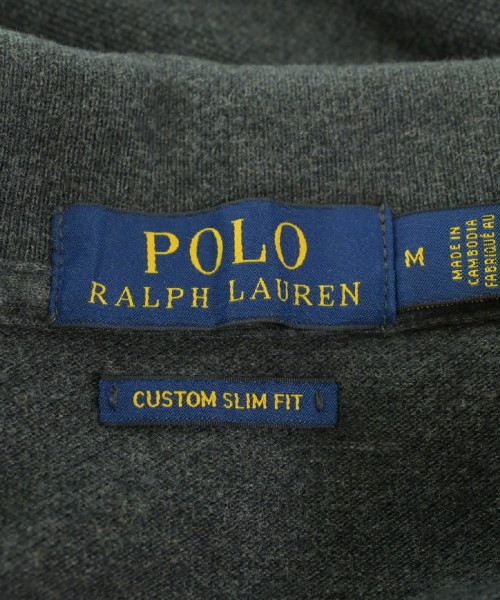 POLO
RALPH LAUREN
M
MADE IN
CAMBODIA
FABRIQUÉ AU
CUSTOM SLIM FIT